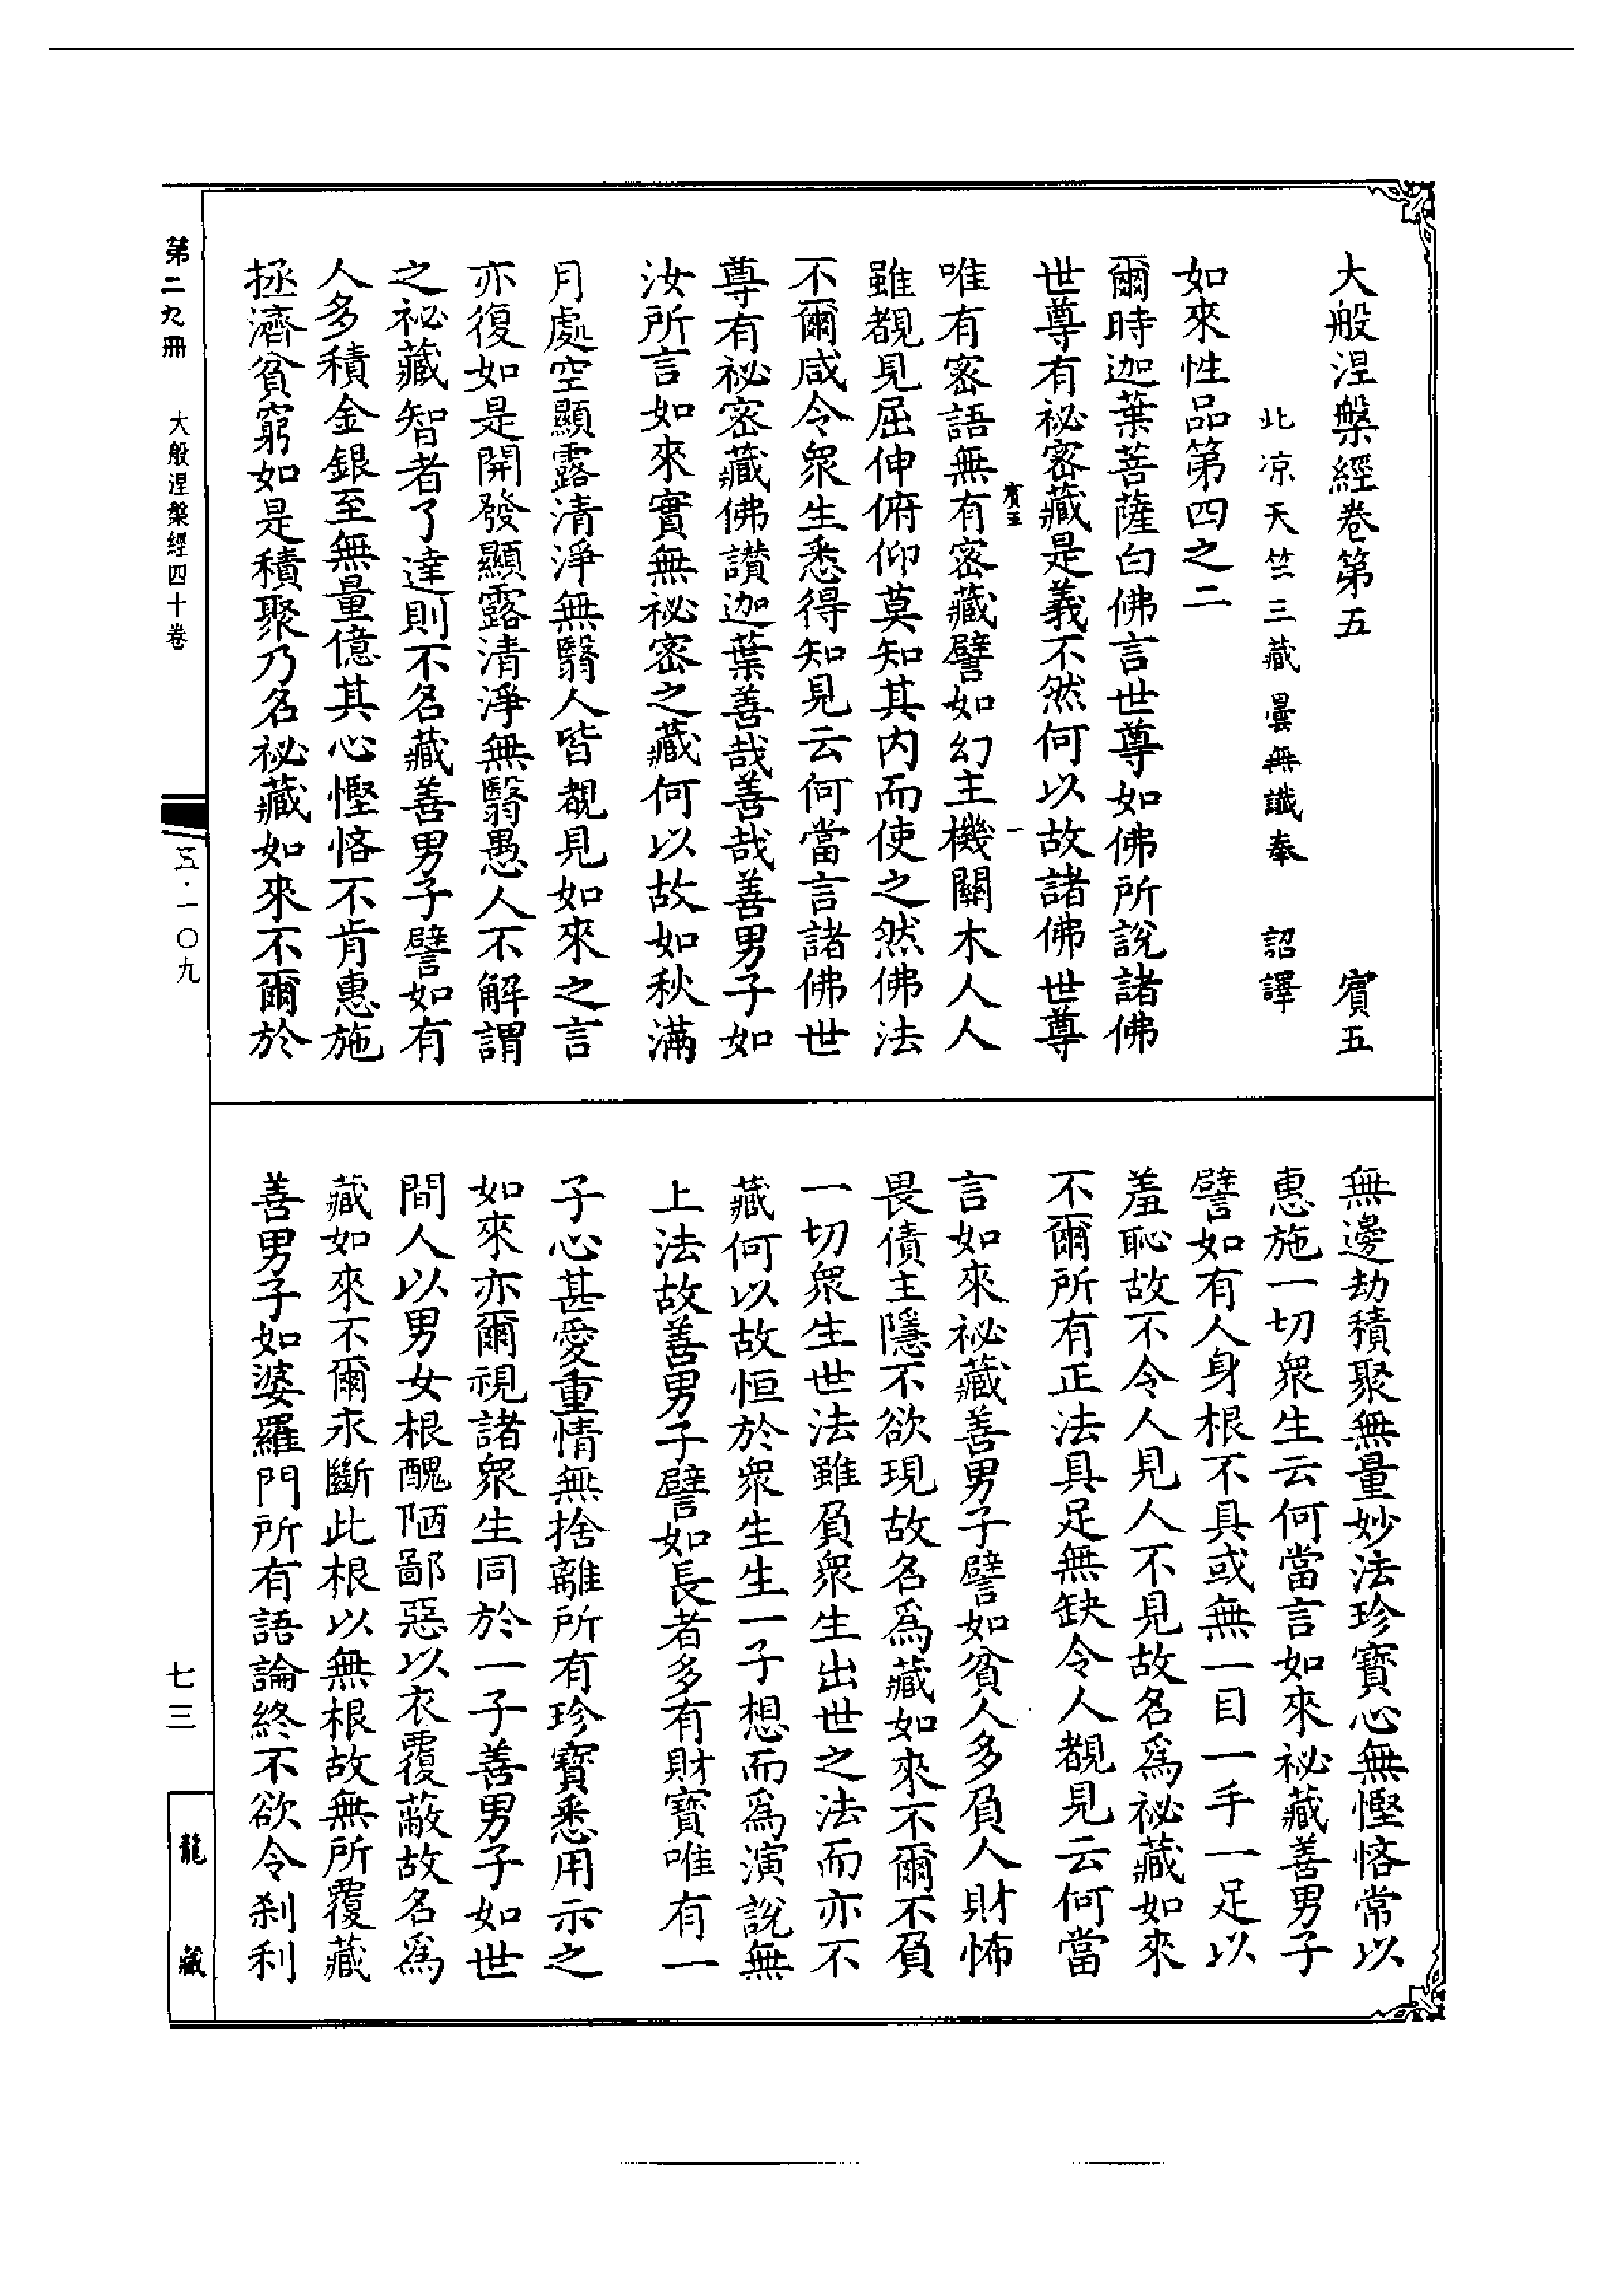 大般涅槃經卷第五　賓五
北凉天竺三藏曇無讖奉　詔譯
如來性品第四之二
爾時迦葉菩薩白佛言世尊如佛所說諸佛
世尊有祕密藏是義不然何以故諸佛世尊
賓五　一
唯有密語無有密藏譬如幻主機關木人人
雖覩見屈伸俯仰莫知其內而使之然佛法
不爾咸令衆生悉得知見云何當言諸佛世
尊有祕密藏佛讃迦葉善哉善哉善男子如
汝所言如來實無祕密之藏何以故如秋滿
月處空顯露清淨無翳人皆覩見如來之言
亦復如是開發顯露清淨無翳愚人不解謂
之祕藏智者了達則不名藏善男子譬如有
人多積金銀至無量億其心慳悋不肯惠施
拯濟貧窮如是積聚乃名祕藏如來不爾於
無邊劫積聚無量妙法珍寶心無慳悋常以
惠施一切衆生云何當言如來祕藏善男子
譬如有人身根不具或無一目一手一足以
羞恥故不令人見人不見故名爲祕藏如來
不爾所有正法具足無缺令人覩見云何當
言如來祕藏善男子譬如貧人多負人財怖
畏債主隱不欲現故名爲藏如來不爾不負
一切衆生世法雖負衆生出世之法而亦不
藏何以故恒於衆生生一子想而爲演說無
上法故善男子譬如長者多有財寶唯有一
子心甚愛重情無捨離所有珍寶悉用示之
如來亦爾視諸衆生同於一子善男子如世
間人以男女根醜陋鄙惡以衣覆蔽故名爲
藏如來不爾永斷此根以無根故無所覆藏
善男子如婆羅門所有語論終不欲令刹利
第二九冊　大般涅槃經四十卷
五·一〇九
七三
龍藏